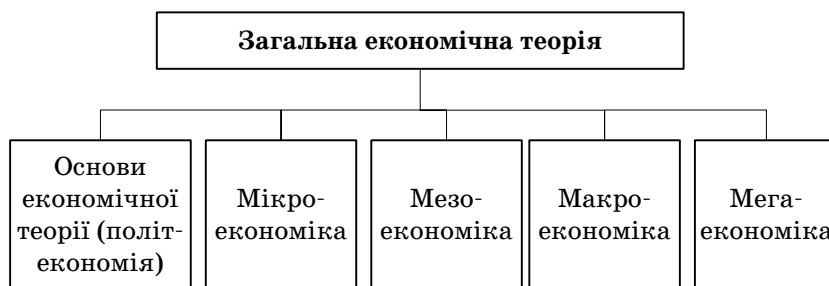 Загальна економічна теорія
Основи
економічної
теорії (політ-
економія)
Мікро-
економіка
Мезо-
економіка
Макро-
економіка
Мега-
економіка